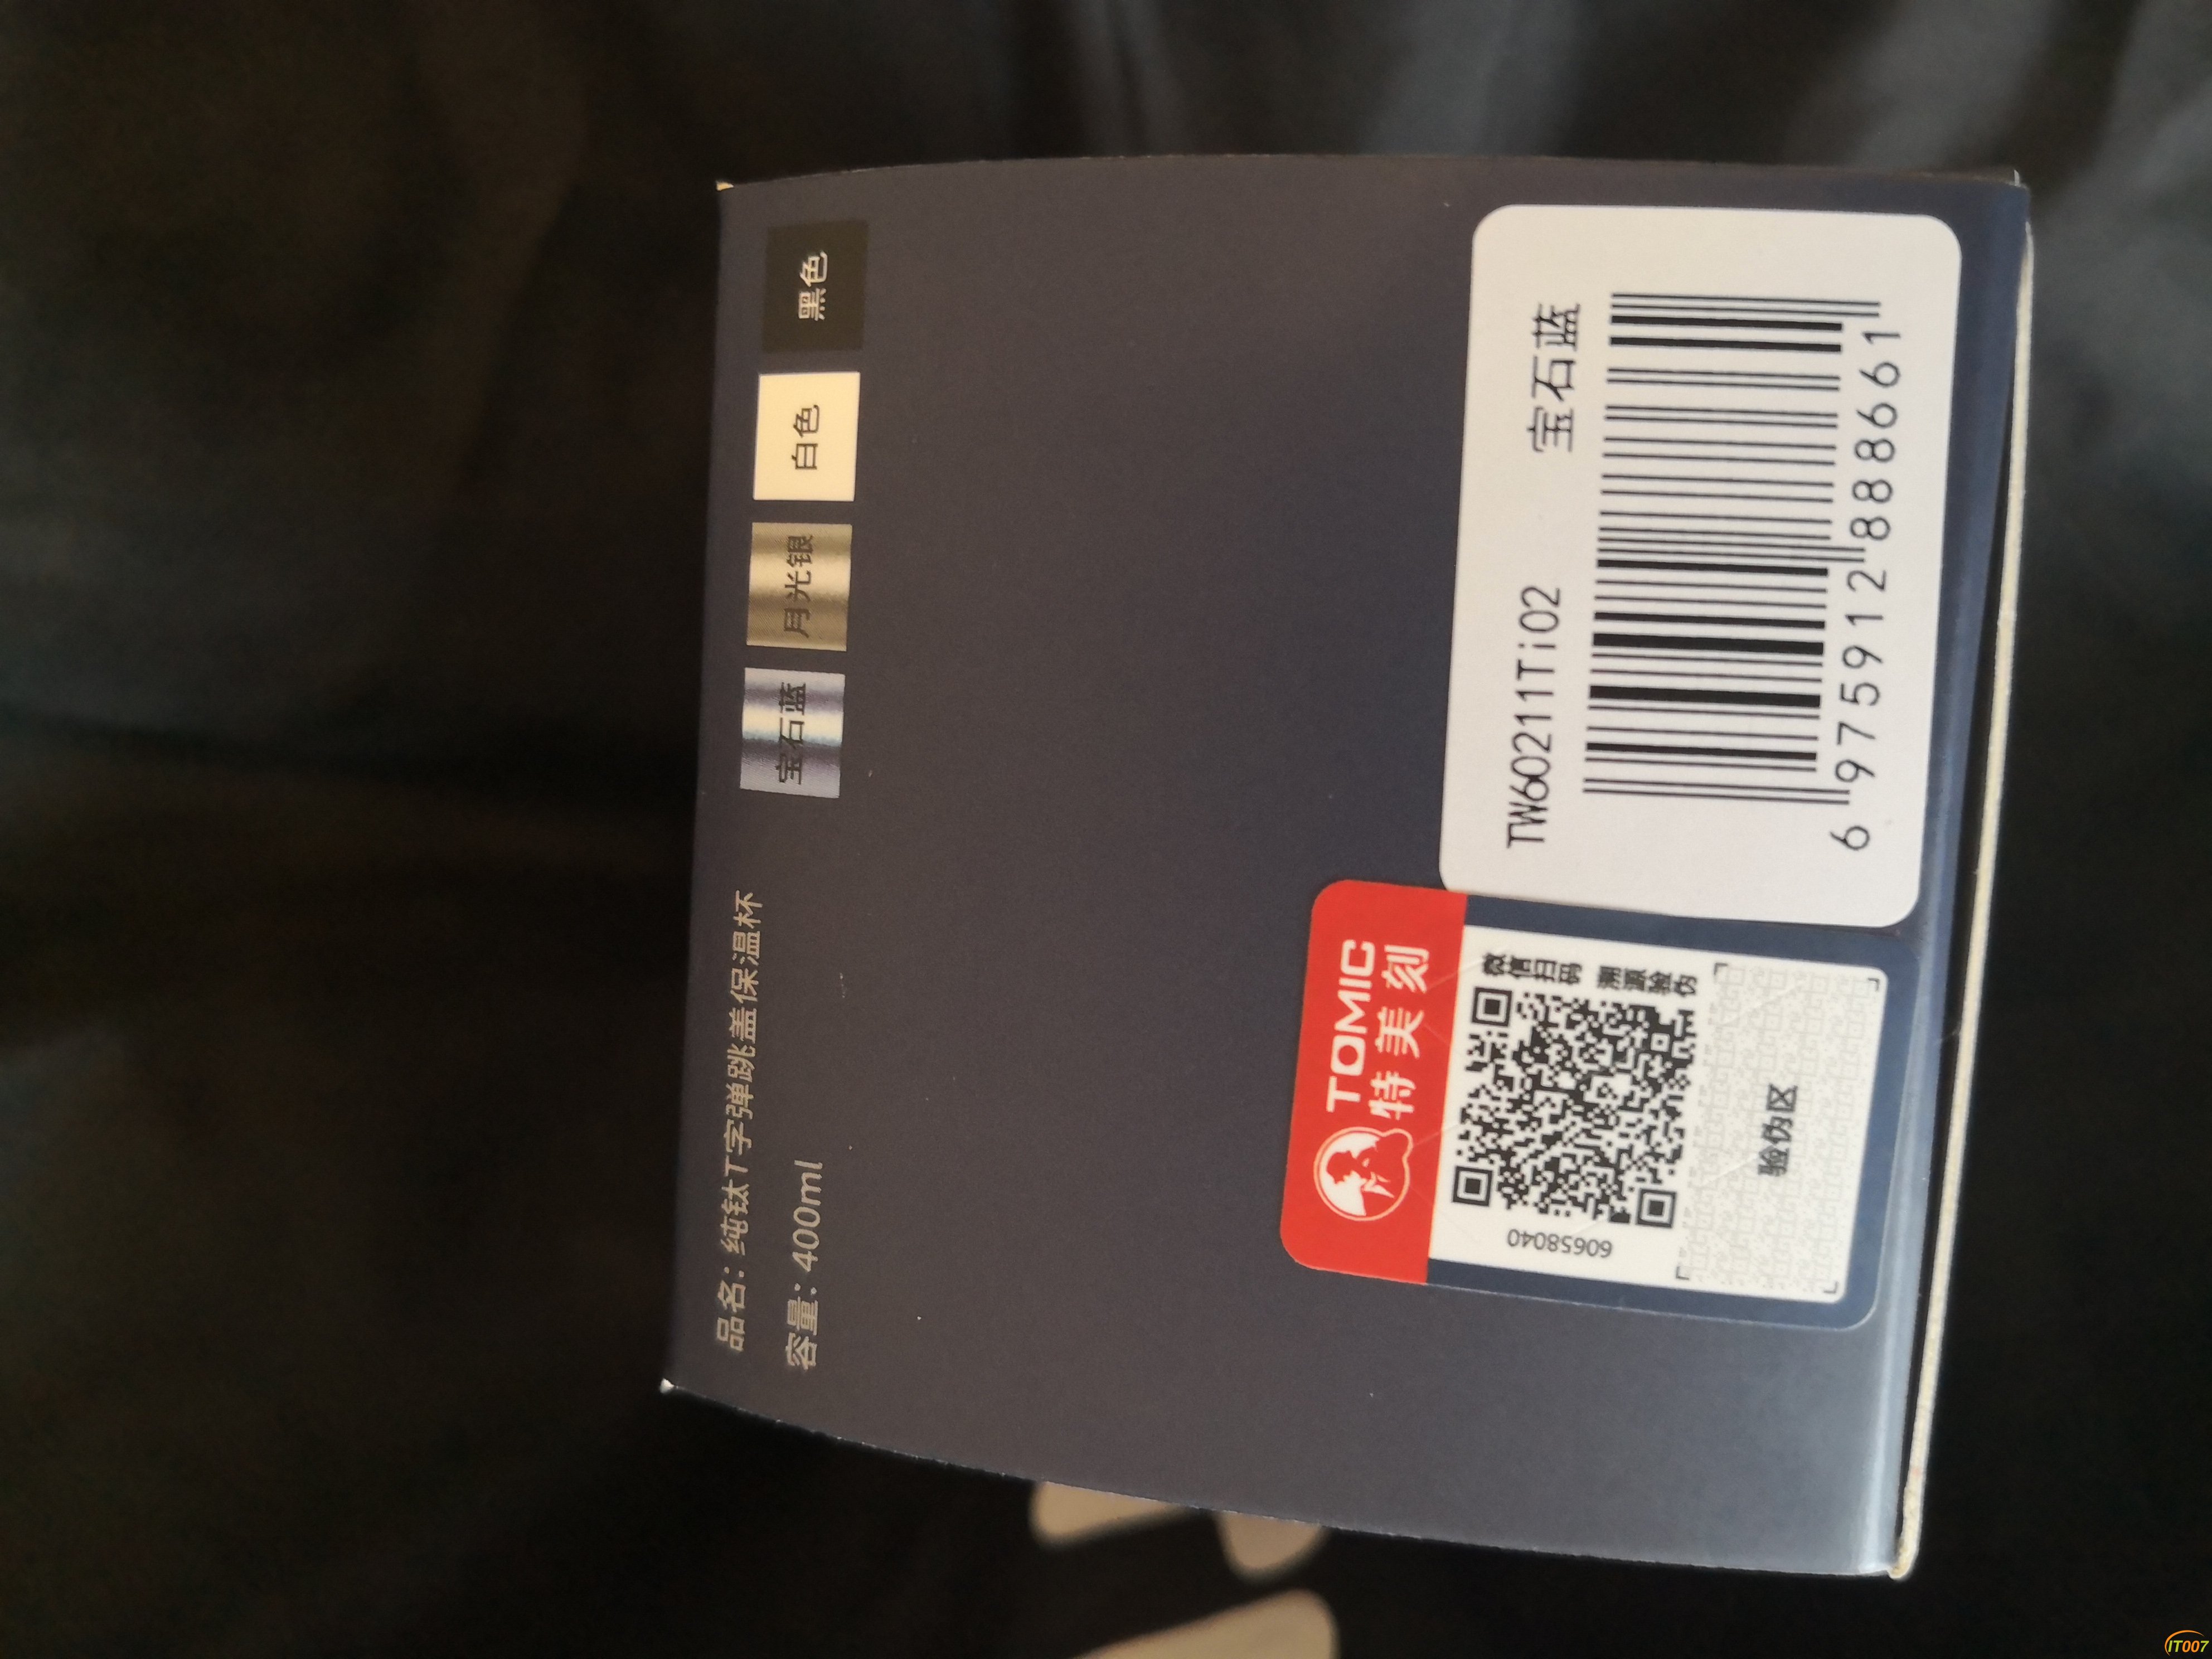 品名：纯钛T字弹跳盖保温杯
容量：400ml
宝石蓝
月光银
白色
黑色
TOMIC
特美刻
60658040
微信扫码
溯源验伪
验伪区
TW60211Ti02 宝石蓝
6 975912 888661
IT007